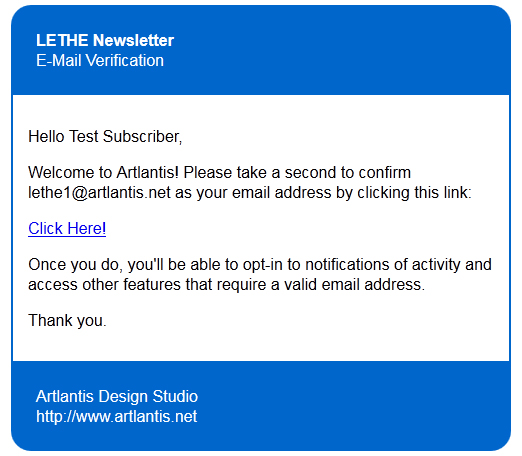 LETHE Newsletter
E-Mail Verification
Hello Test Subscriber,
Welcome to Artlantis! Please take a second to confirm
lethe1@artlantis.net as your email address by clicking this link:
Click Here!
Once you do, you'll be able to opt-in to notifications of activity and
access other features that require a valid email address.
Thank you.
Artlantis Design Studio
http://www.artlantis.net